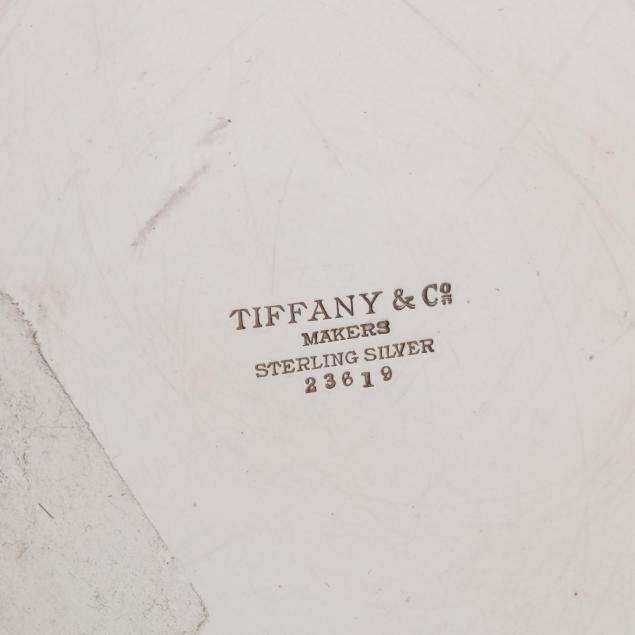 TIFFANY & Co
MAKERS
STERLING SILVER
23619